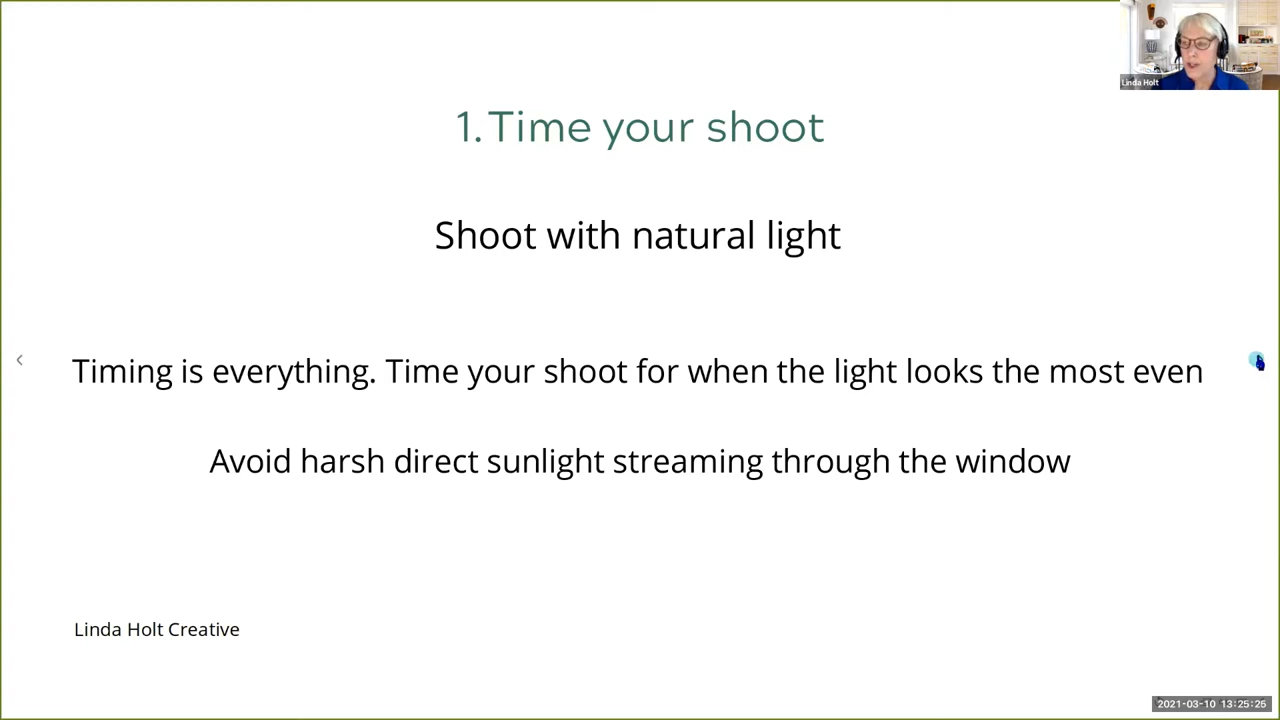 Linda Holt
1. Time your shoot
Shoot with natural light
Timing is everything. Time your shoot for when the light looks the most even
Avoid harsh direct sunlight streaming through the window
Linda Holt Creative
2021-03-10 13:25:26